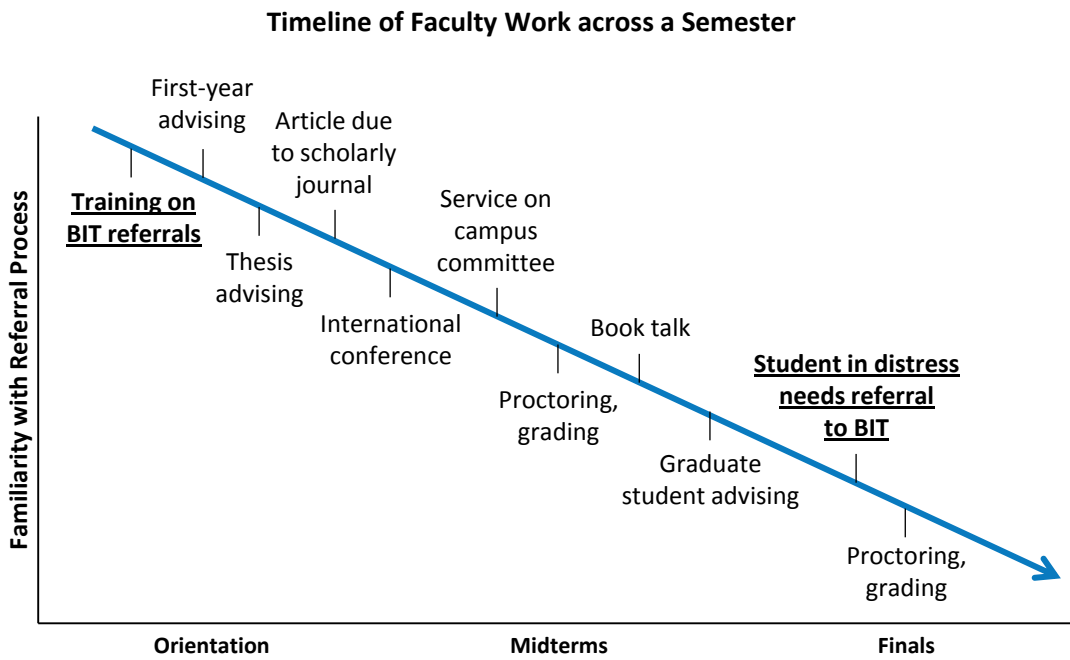 Timeline of Faculty Work across a Semester
Familiarity with Referral Process
First-year
advising
Article due
to scholarly
journal
Training on
BIT referrals
Thesis
advising
Service on
campus
committee
International
conference
Book talk
Proctoring,
grading
Student in distress
needs referral
to BIT
Graduate
student advising
Proctoring,
grading
Orientation
Midterms
Finals